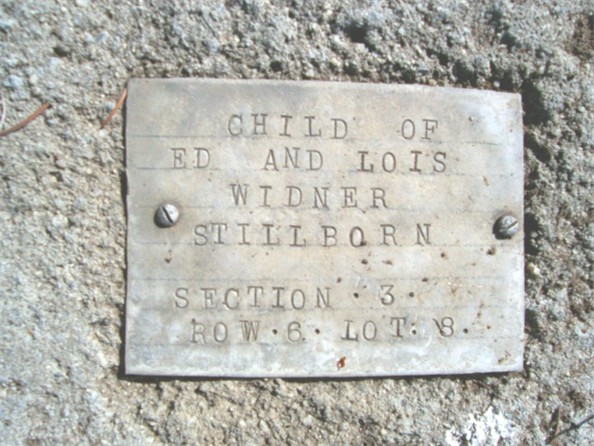 CHILD OF
ED AND LOIS
WIDNER
STILLBORN
SECTION · 3 ·
ROW · 6 · LOT · 8 ·